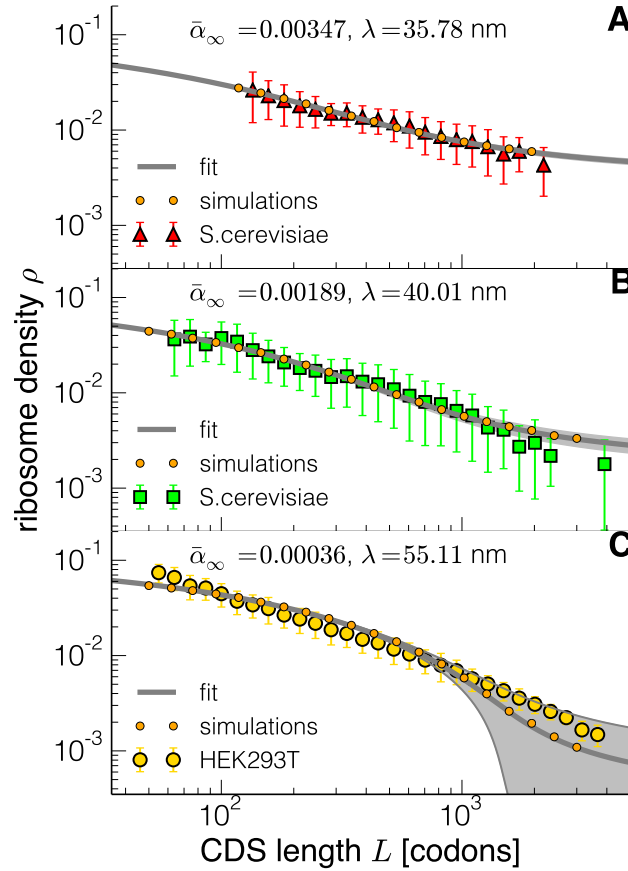 A
ᾱ∞ =0.00347, λ=35.78 nm
10⁻¹
10⁻²
10⁻³
fit
simulations
S.cerevisiae
B
ᾱ∞ =0.00189, λ=40.01 nm
10⁻¹
10⁻²
10⁻³
fit
simulations
S.cerevisiae
ribosome density ρ
C
ᾱ∞ =0.00036, λ=55.11 nm
10⁻¹
10⁻²
10⁻³
fit
simulations
HEK293T
10² 10³
CDS length L [codons]